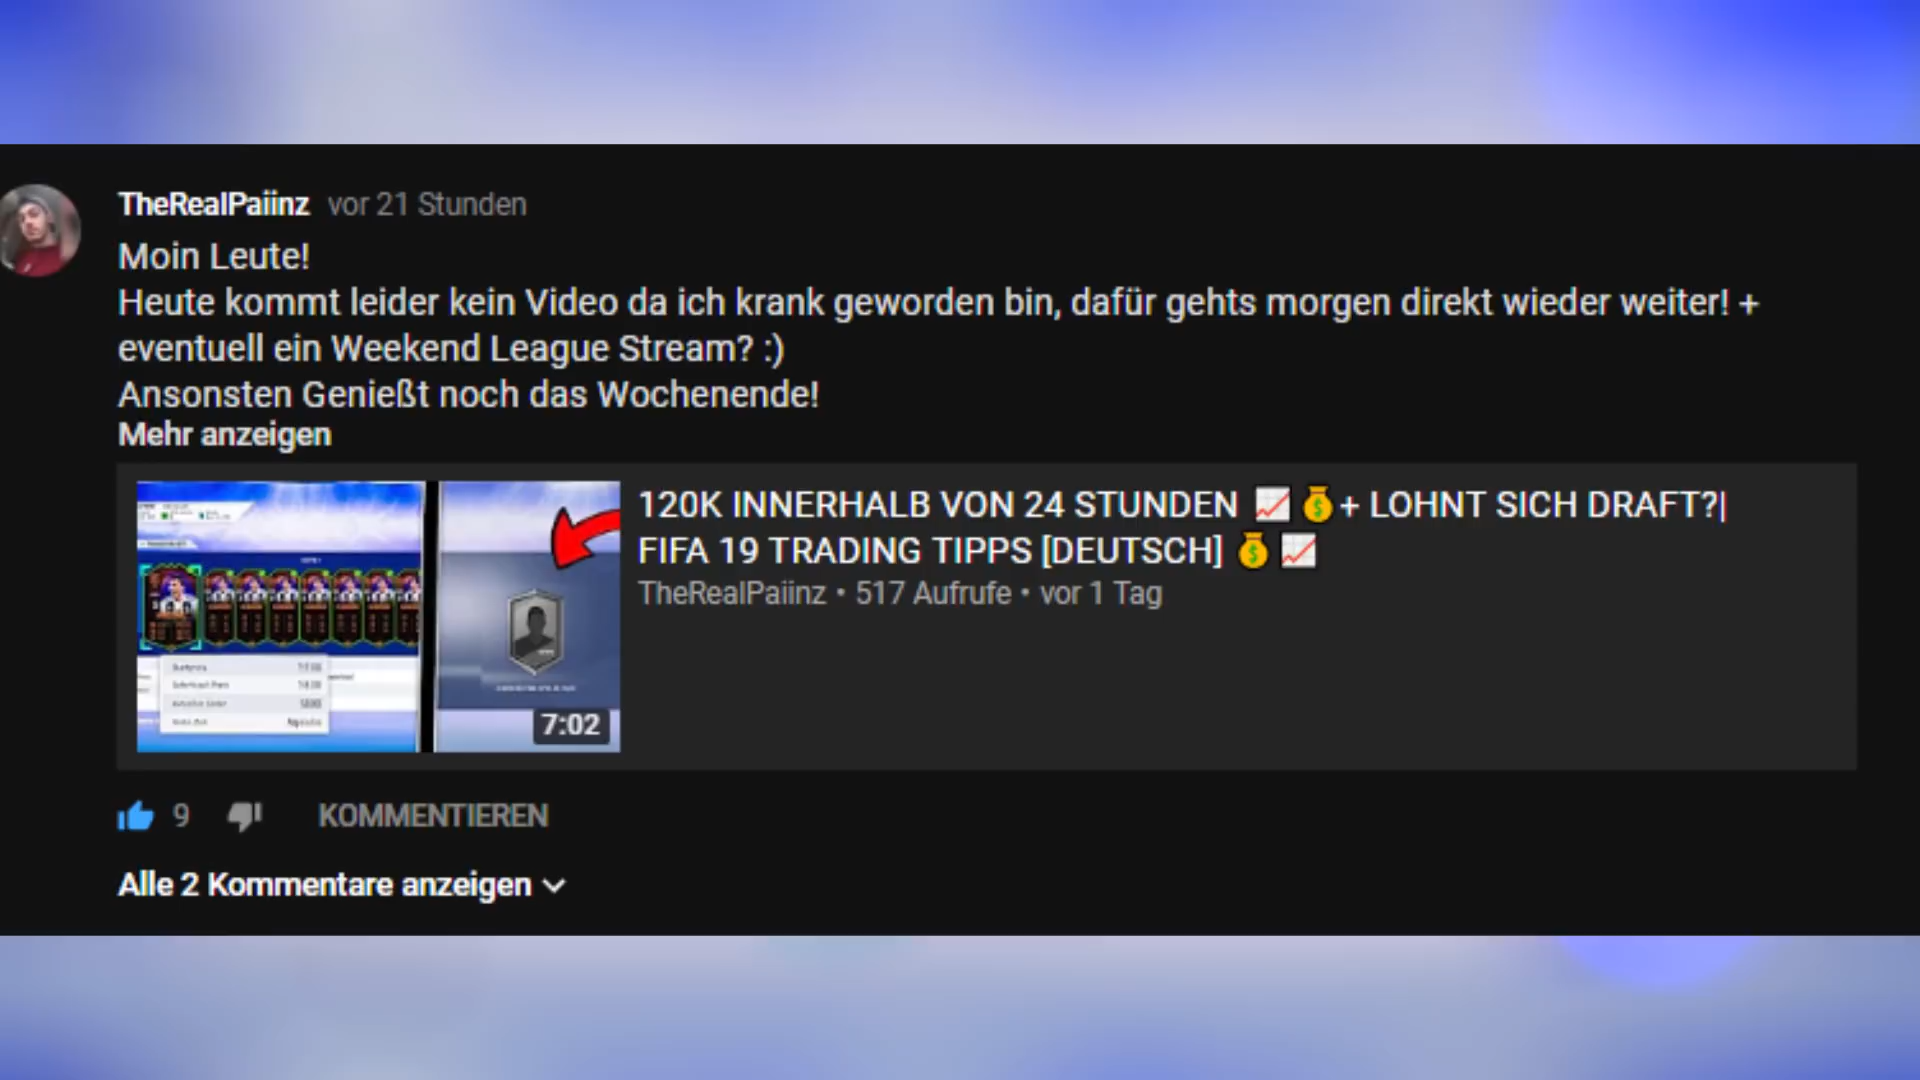 TheRealPaiinz vor 21 Stunden
Moin Leute!
Heute kommt leider kein Video da ich krank geworden bin, dafür gehts morgen direkt wieder weiter! +
eventuell ein Weekend League Stream? :)
Ansonsten Genießt noch das Wochenende!
Mehr anzeigen
120K INNERHALB VON 24 STUNDEN 📈💰+ LOHNT SICH DRAFT?|
FIFA 19 TRADING TIPPS [DEUTSCH] 💰📈
TheRealPaiinz • 517 Aufrufe • vor 1 Tag
7:02
9 KOMMENTIEREN
Alle 2 Kommentare anzeigen